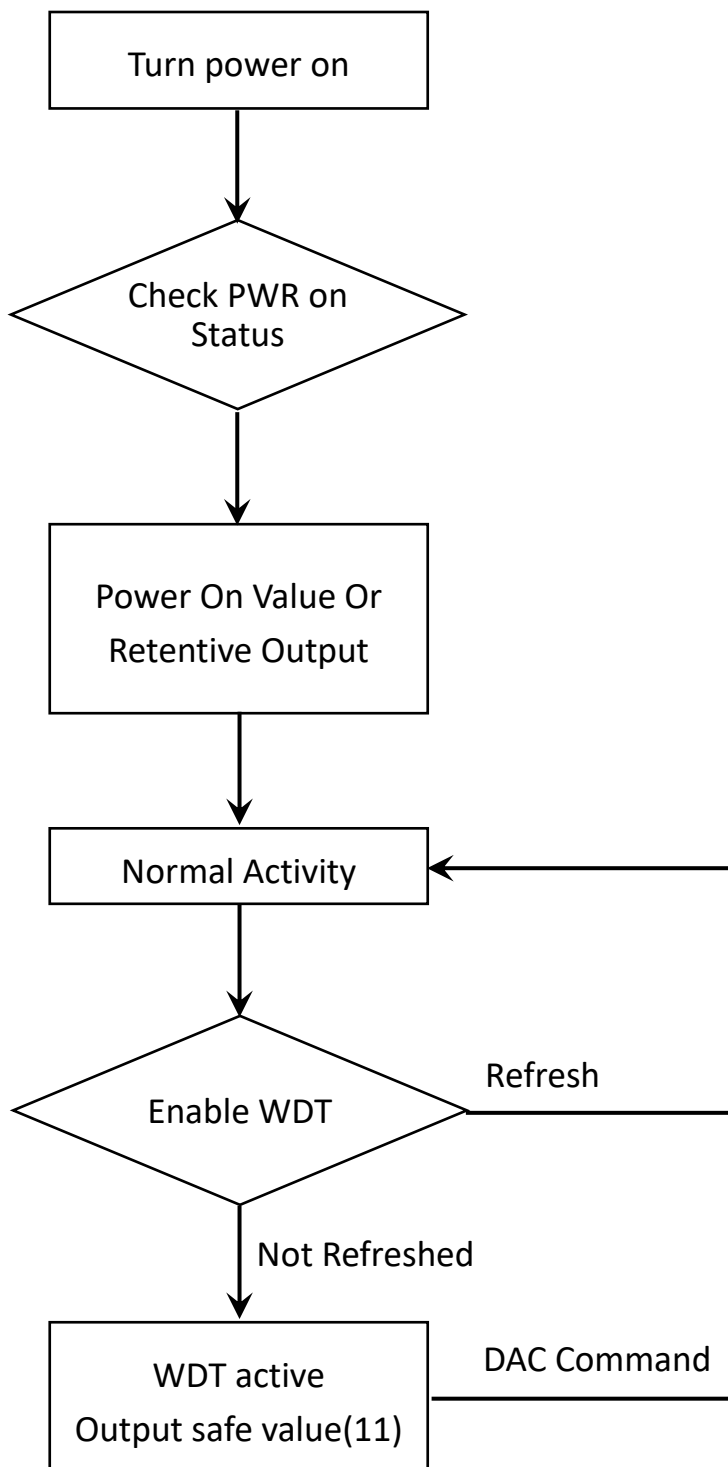 Turn power on
Check PWR on
Status
Power On Value Or
Retentive Output
Normal Activity
Refresh
Enable WDT
Not Refreshed
WDT active
Output safe value(11)
DAC Command